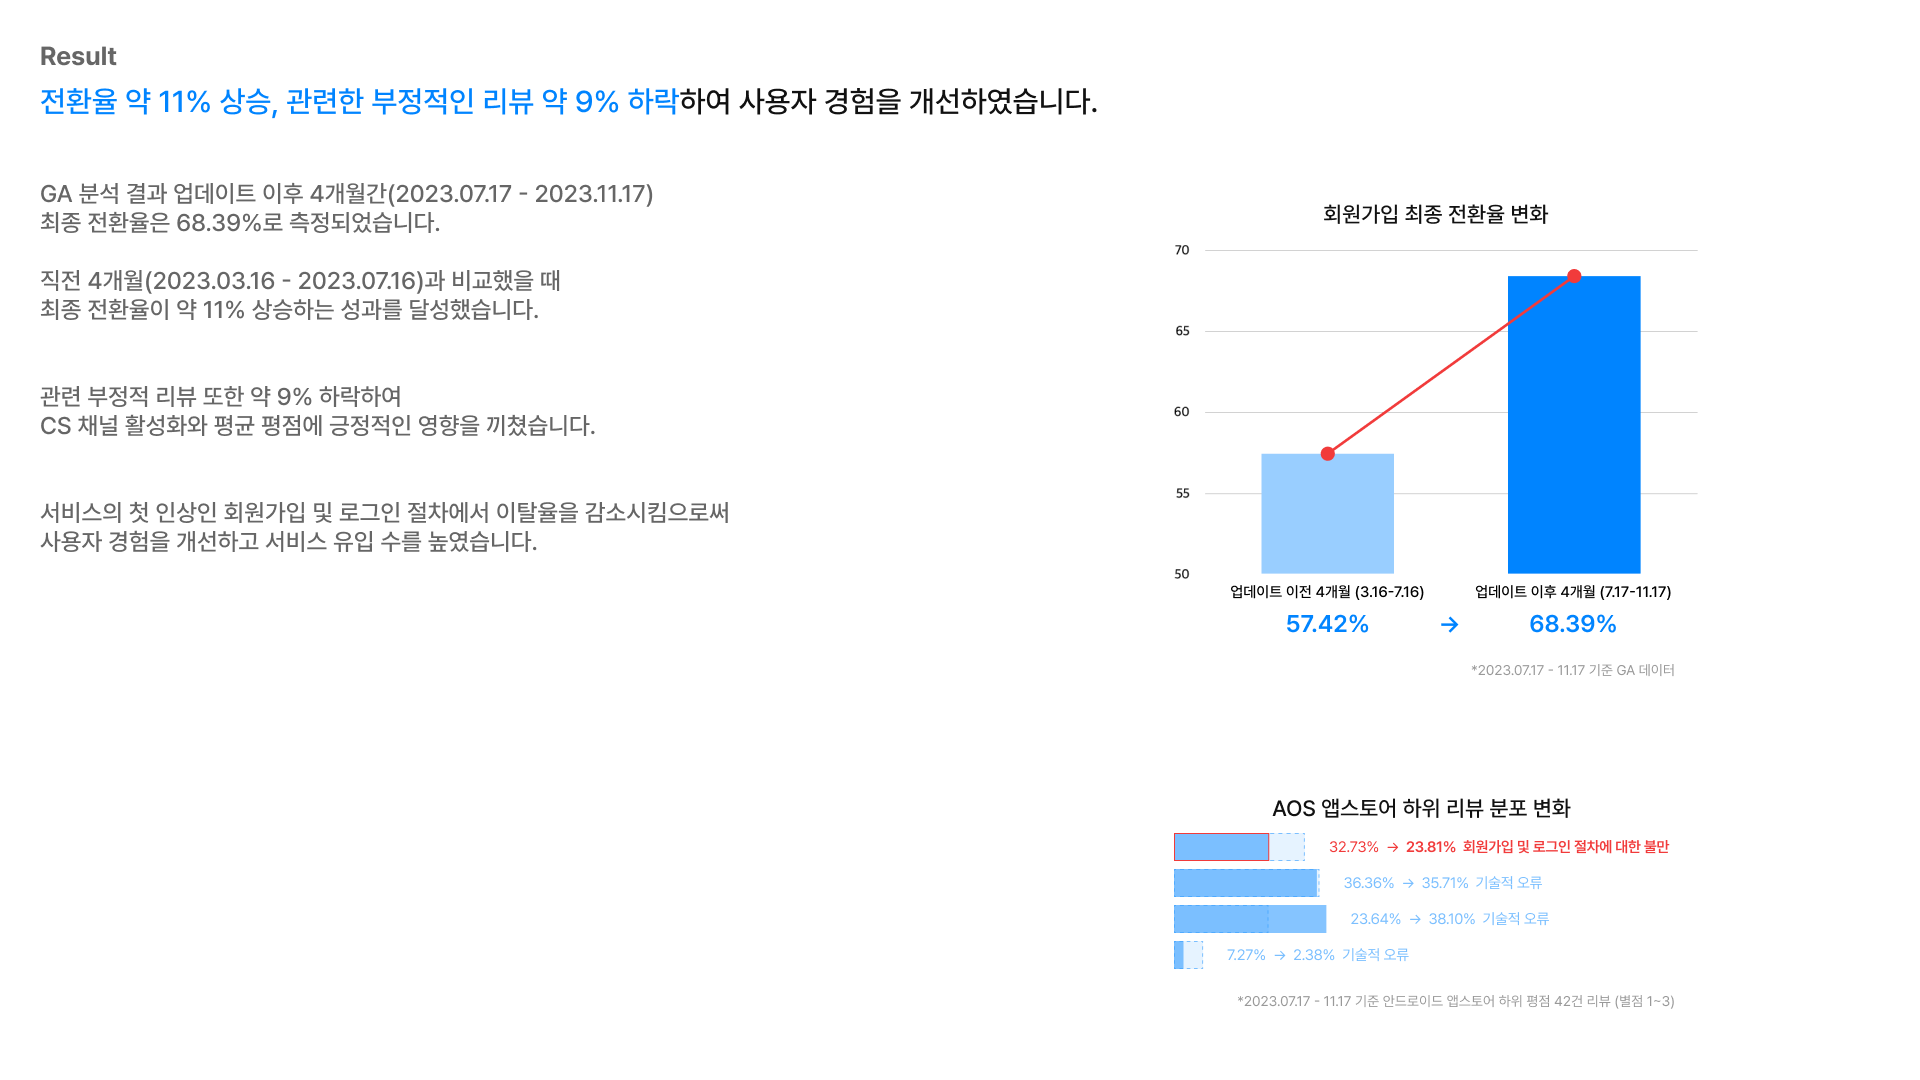 Result
전환율 약 11% 상승, 관련한 부정적인 리뷰 약 9% 하락하여 사용자 경험을 개선하였습니다.
GA 분석 결과 업데이트 이후 4개월간(2023.07.17 - 2023.11.17)
최종 전환율은 68.39%로 측정되었습니다.
직전 4개월(2023.03.16 - 2023.07.16)과 비교했을 때
최종 전환율이 약 11% 상승하는 성과를 달성했습니다.
관련 부정적 리뷰 또한 약 9% 하락하여
CS 채널 활성화와 평균 평점에 긍정적인 영향을 끼쳤습니다.
서비스의 첫 인상인 회원가입 및 로그인 절차에서 이탈율을 감소시킴으로써
사용자 경험을 개선하고 서비스 유입 수를 높였습니다.
회원가입 최종 전환율 변화
70
65
60
55
50
업데이트 이전 4개월 (3.16-7.16) 업데이트 이후 4개월 (7.17-11.17)
57.42% → 68.39%
*2023.07.17 - 11.17 기준 GA 데이터
AOS 앱스토어 하위 리뷰 분포 변화
32.73% → 23.81% 회원가입 및 로그인 절차에 대한 불만
36.36% → 35.71% 기술적 오류
23.64% → 38.10% 기술적 오류
7.27% → 2.38% 기술적 오류
*2023.07.17 - 11.17 기준 안드로이드 앱스토어 하위 평점 42건 리뷰 (별점 1~3)